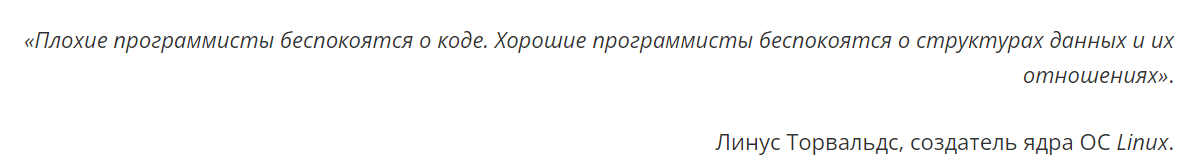 «Плохие программисты беспокоятся о коде. Хорошие программисты беспокоятся о структурах данных и их
отношениях».
Линус Торвальдс, создатель ядра ОС Linux.